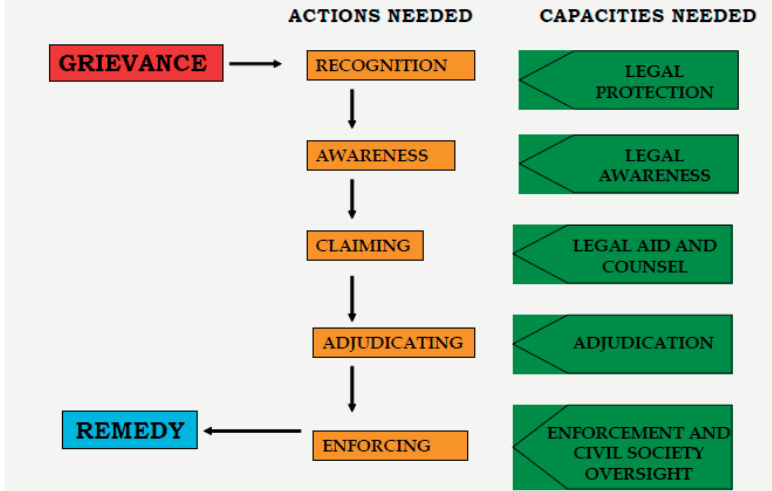 ACTIONS NEEDED
CAPACITIES NEEDED
GRIEVANCE
RECOGNITION
LEGAL
PROTECTION
AWARENESS
LEGAL
AWARENESS
CLAIMING
LEGAL AID AND
COUNSEL
ADJUDICATING
ADJUDICATION
REMEDY
ENFORCING
ENFORCEMENT AND
CIVIL SOCIETY
OVERSIGHT